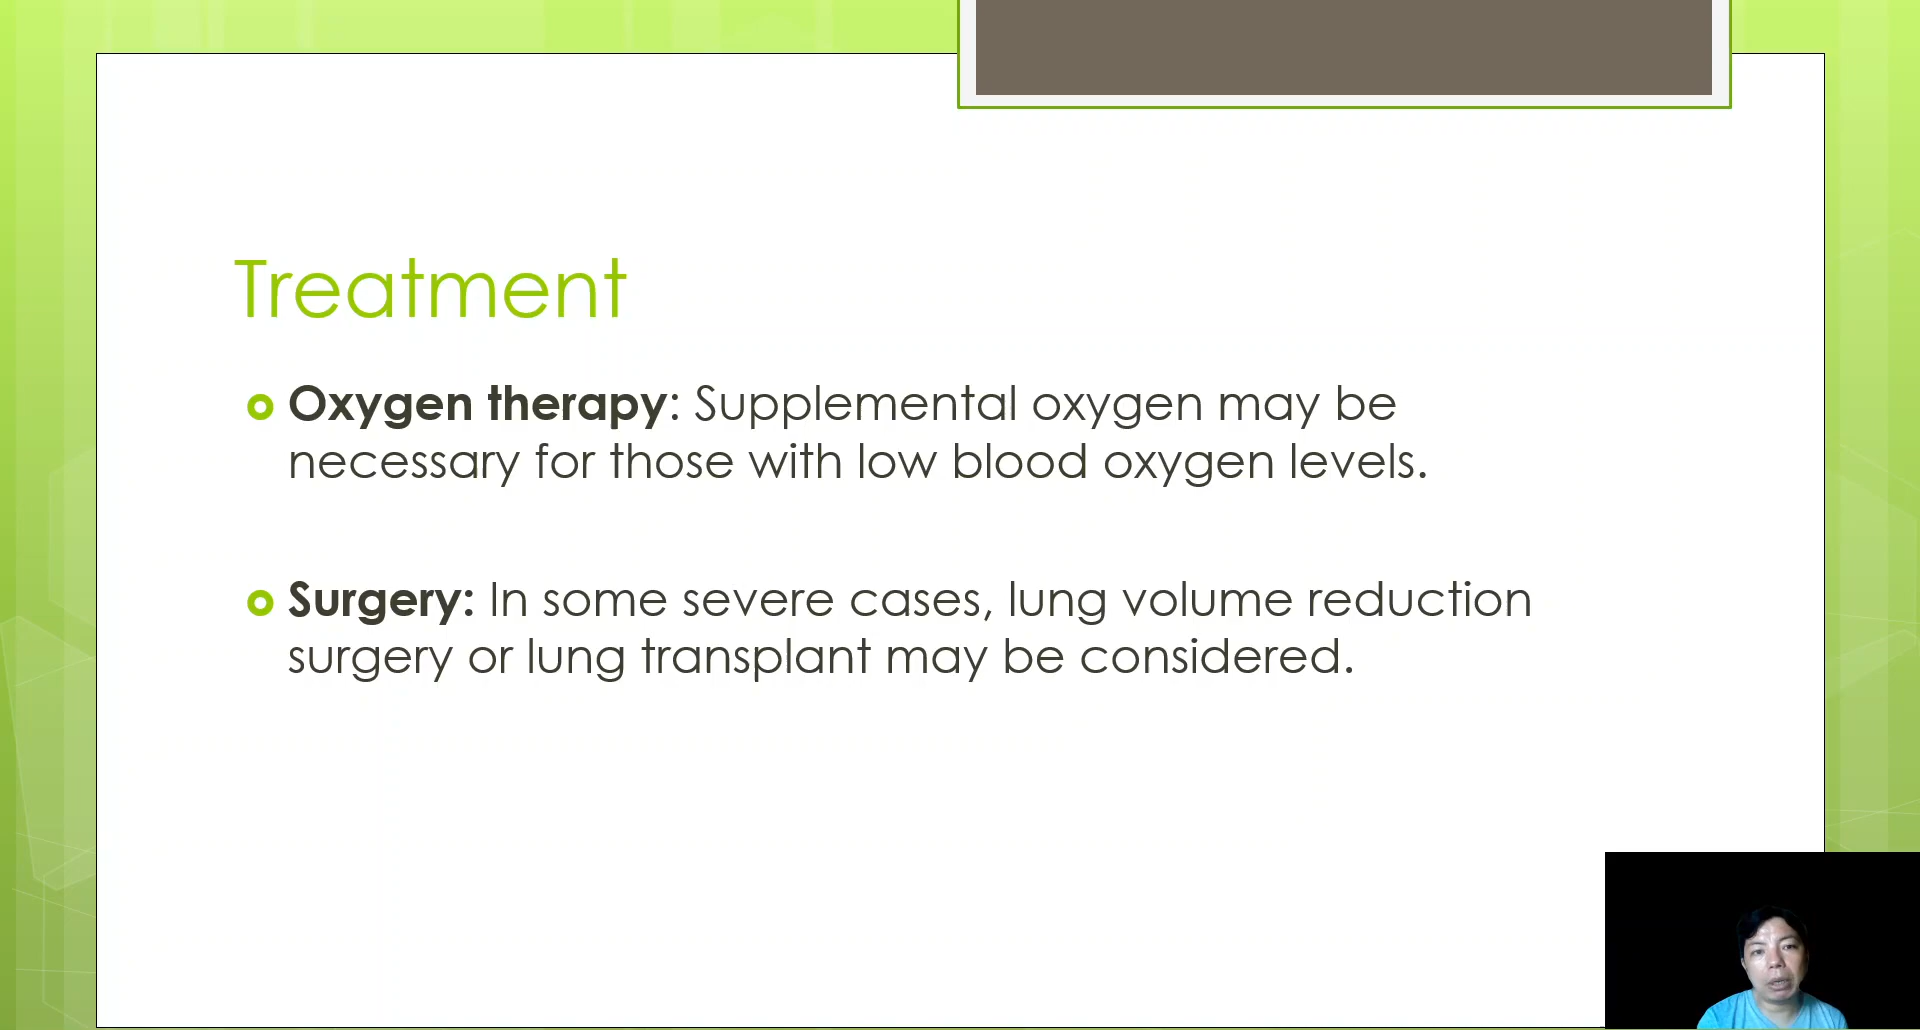 Treatment
Oxygen therapy: Supplemental oxygen may be
necessary for those with low blood oxygen levels.
Surgery: In some severe cases, lung volume reduction
surgery or lung transplant may be considered.